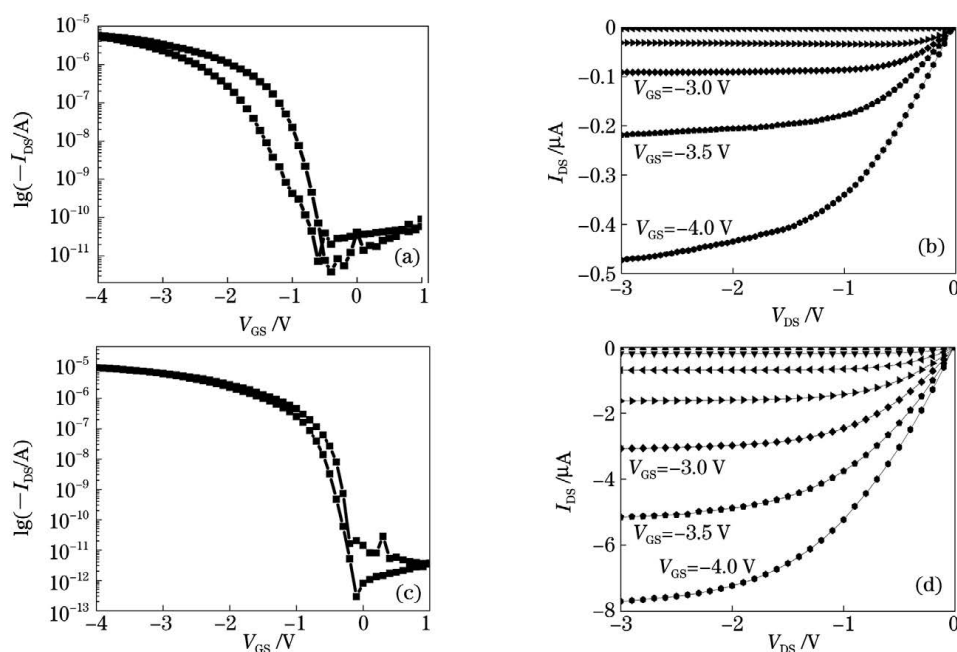 10⁻⁵
10⁻⁶
10⁻⁷
10⁻⁸
10⁻⁹
10⁻¹⁰
10⁻¹¹
lg(−I_DS/A)
(a)
−4 −3 −2 −1 0 1
V_GS /V
0
−0.1
−0.2
−0.3
−0.4
−0.5
I_DS /μA
V_GS=−3.0 V
V_GS=−3.5 V
V_GS=−4.0 V
(b)
−3 −2 −1 0
V_DS /V
10⁻⁵
10⁻⁶
10⁻⁷
10⁻⁸
10⁻⁹
10⁻¹⁰
10⁻¹¹
10⁻¹²
10⁻¹³
lg(−I_DS/A)
(c)
−4 −3 −2 −1 0 1
V_GS /V
0
−2
−4
−6
−8
I_DS /μA
V_GS=−3.0 V
V_GS=−3.5 V
V_GS=−4.0 V
(d)
−3 −2 −1 0
V_DS /V